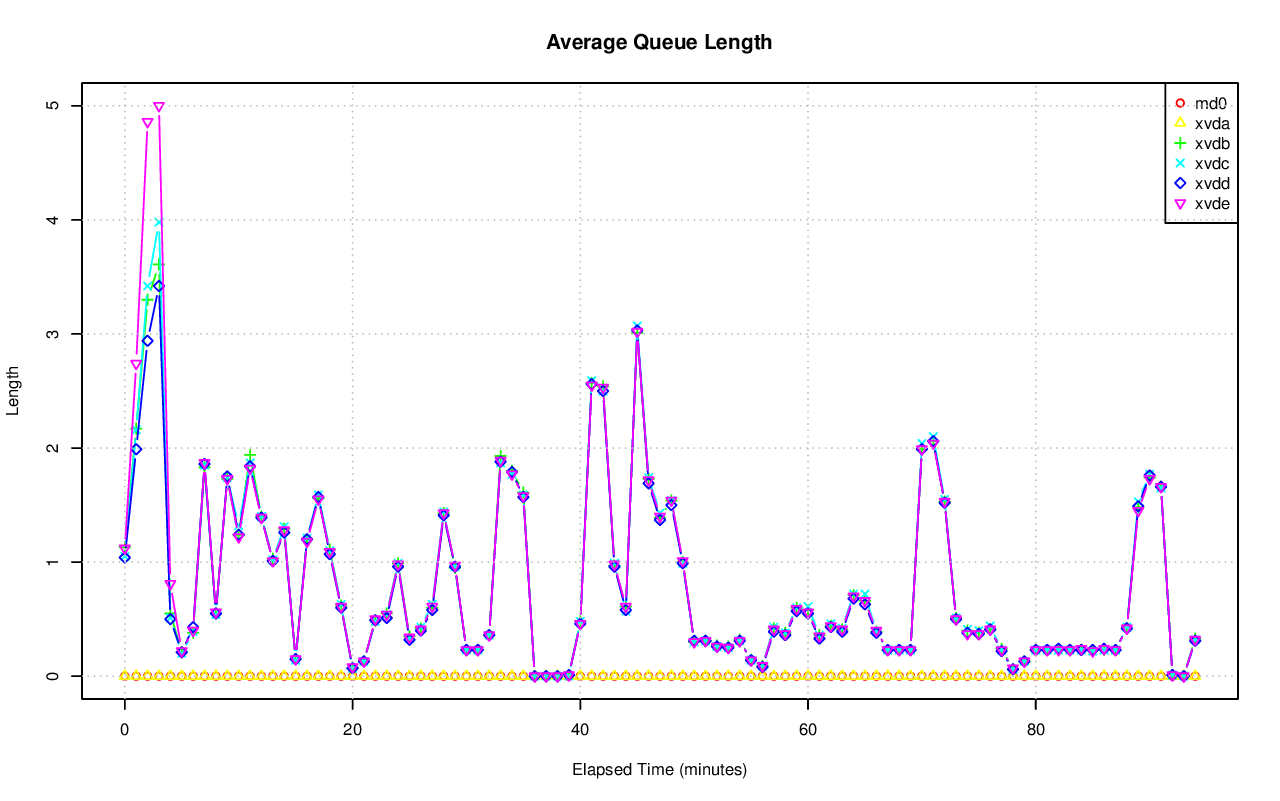 Average Queue Length
Length
5
4
3
2
1
0
md0
xvda
xvdb
xvdc
xvdd
xvde
0 20 40 60 80
Elapsed Time (minutes)